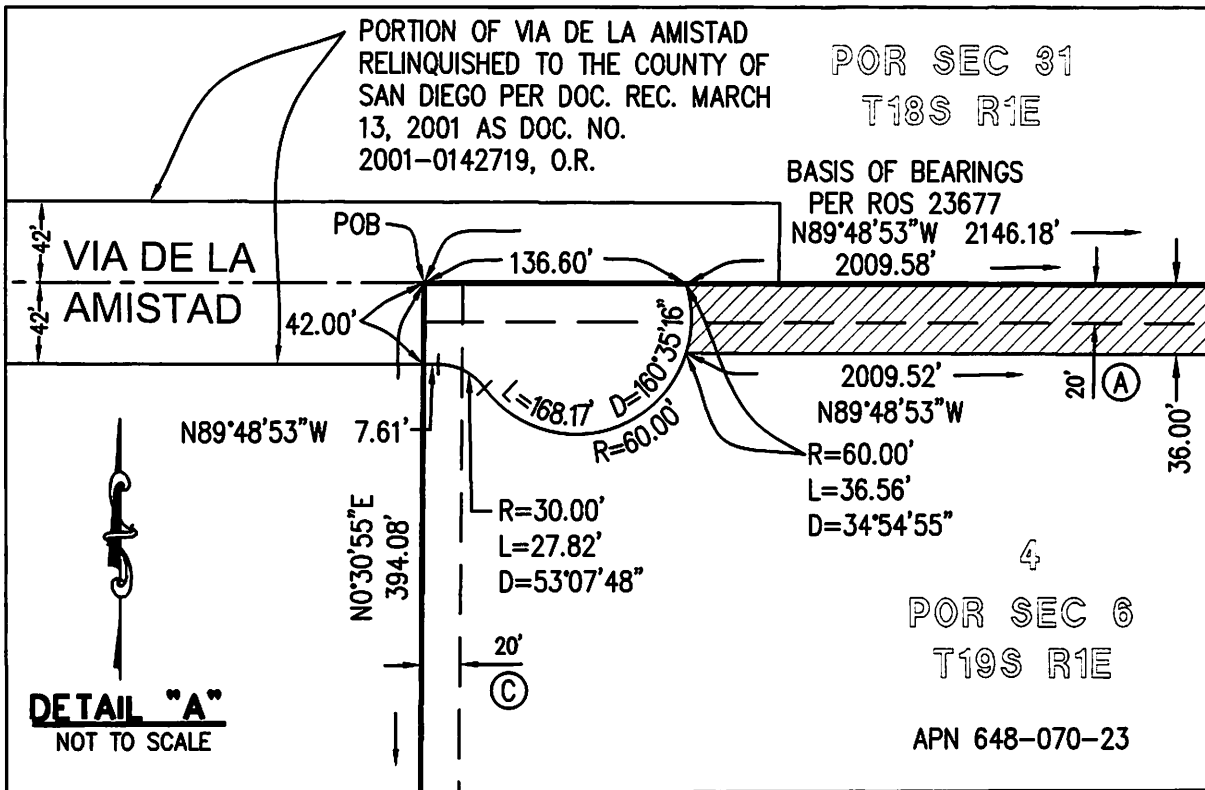 PORTION OF VIA DE LA AMISTAD
RELINQUISHED TO THE COUNTY OF
SAN DIEGO PER DOC. REC. MARCH
13, 2001 AS DOC. NO.
2001-0142719, O.R.
POR SEC 31
T18S R1E
BASIS OF BEARINGS
PER ROS 23677
N89°48'53"W 2146.18'
2009.58'
POB
136.60'
42'
VIA DE LA
AMISTAD
42'
42.00'
L=168.17' D=160°35'16"
R=60.00'
2009.52'
N89°48'53"W
20'
A
36.00'
N89°48'53"W 7.61'
R=60.00'
L=36.56'
D=34°54'55"
N0°30'55"E
394.08'
R=30.00'
L=27.82'
D=53°07'48"
4
POR SEC 6
T19S R1E
20'
C
DETAIL "A"
NOT TO SCALE
APN 648-070-23